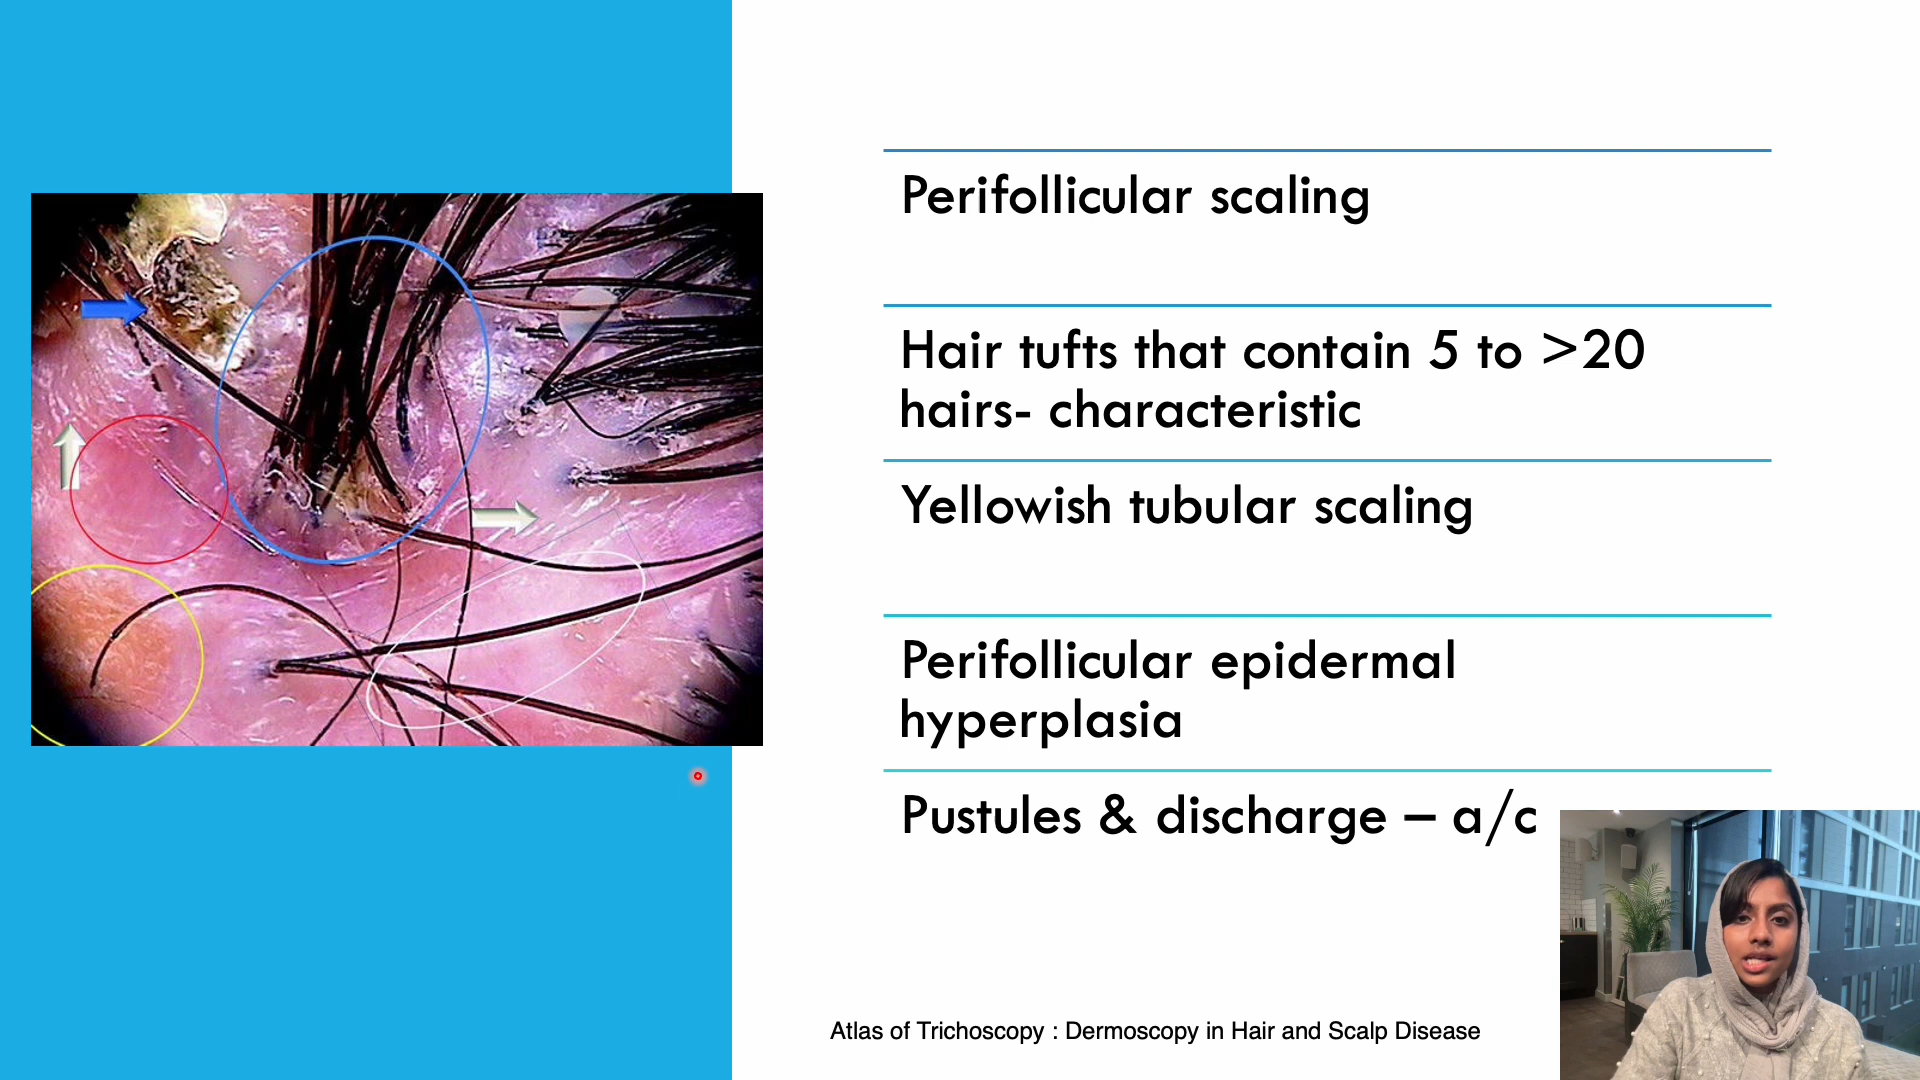 Perifollicular scaling
Hair tufts that contain 5 to >20
hairs- characteristic
Yellowish tubular scaling
Perifollicular epidermal
hyperplasia
Pustules & discharge – a/c
Atlas of Trichoscopy : Dermoscopy in Hair and Scalp Disease